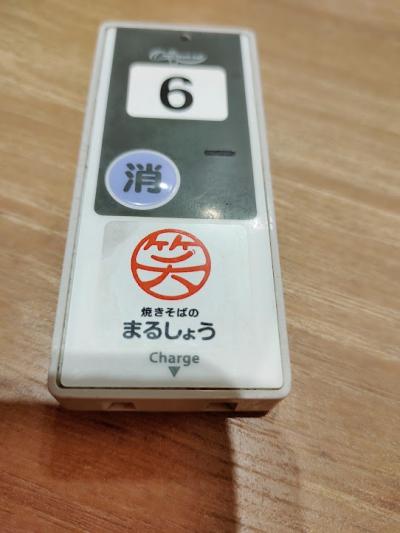 6
消
笑
焼きそばの
まるしょう
Charge